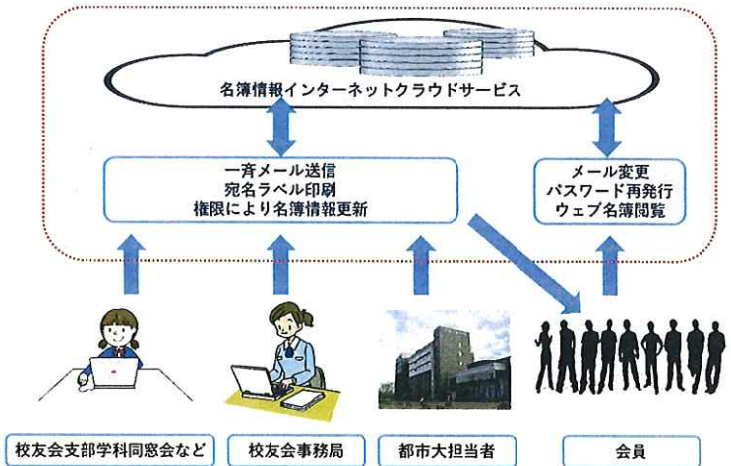 名簿情報インターネットクラウドサービス
一斉メール送信
宛名ラベル印刷
権限により名簿情報更新
メール変更
パスワード再発行
ウェブ名簿閲覧
校友会支部学科同窓会など
校友会事務局
都市大担当者
会員